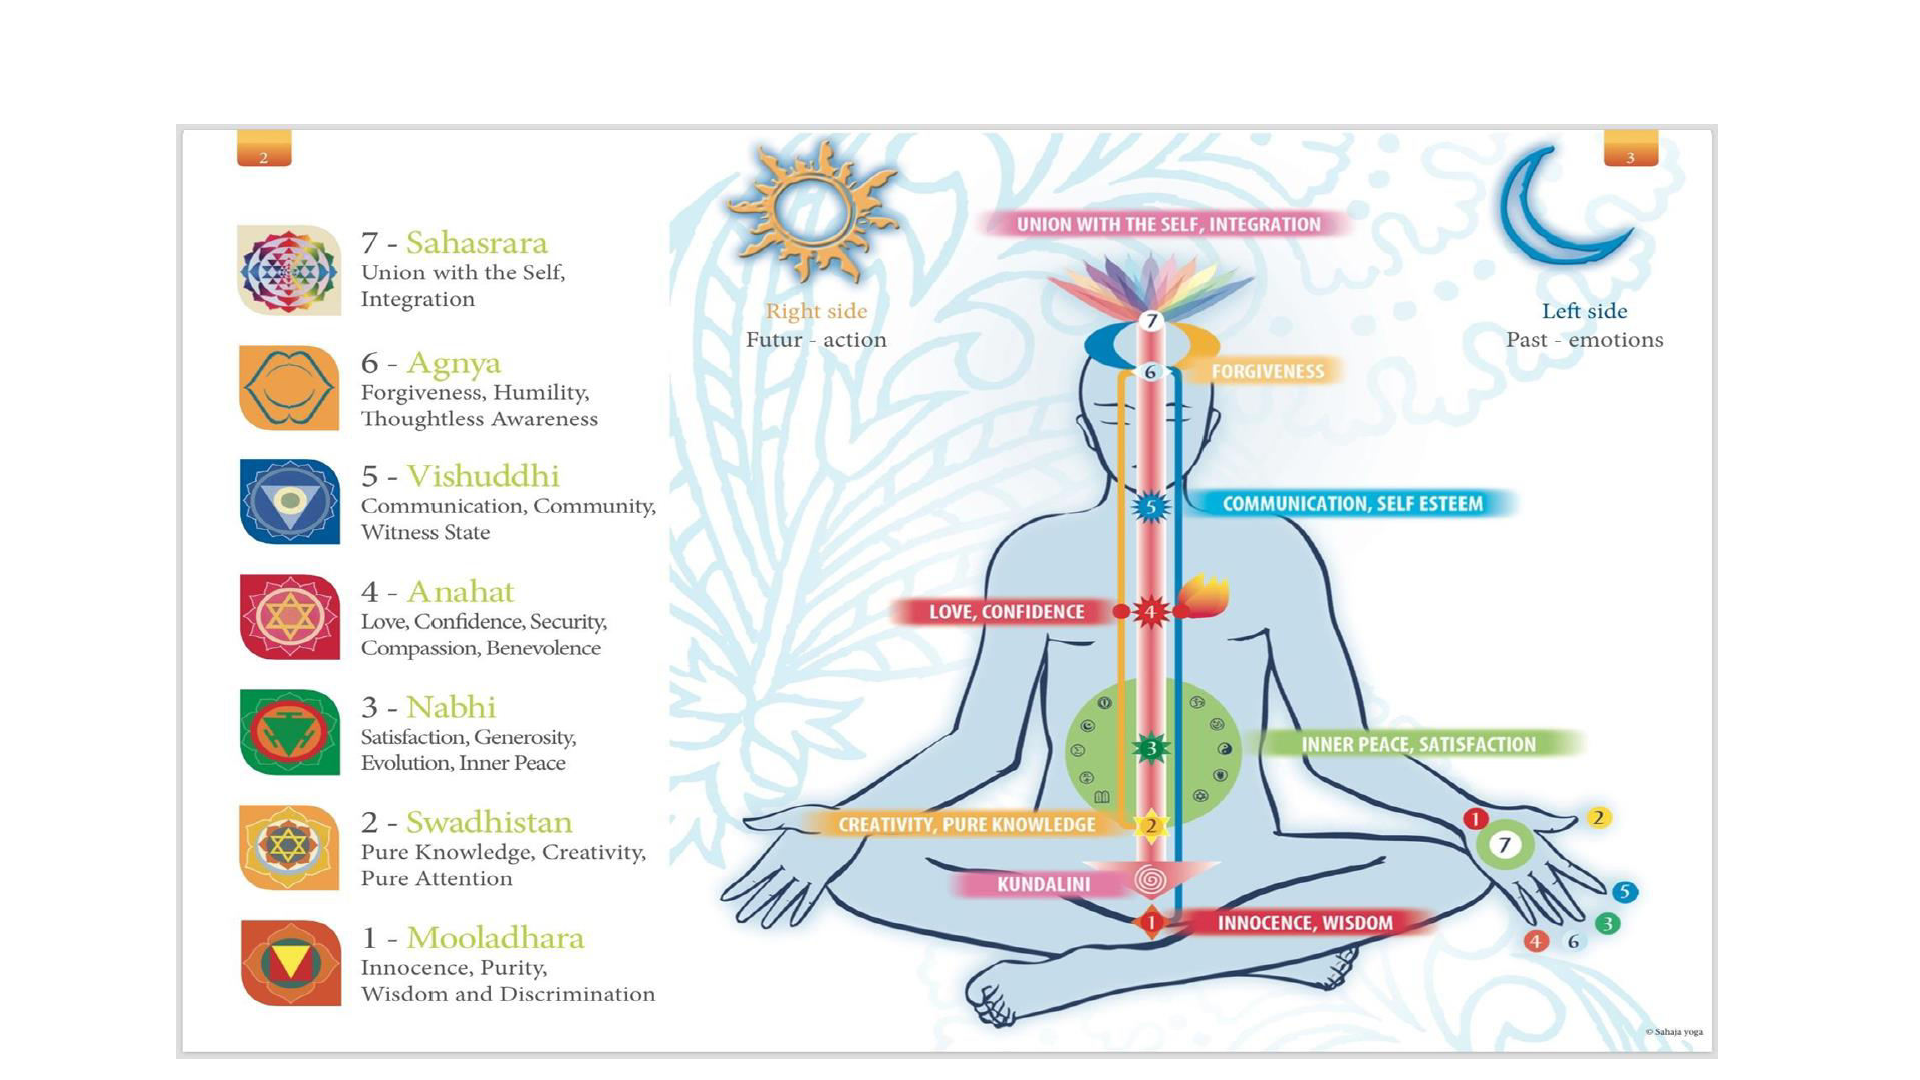 2
7 - Sahasrara
Union with the Self,
Integration
6 - Agnya
Forgiveness, Humility,
Thoughtless Awareness
5 - Vishuddhi
Communication, Community,
Witness State
4 - Anahat
Love, Confidence, Security,
Compassion, Benevolence
3 - Nabhi
Satisfaction, Generosity,
Evolution, Inner Peace
2 - Swadhistan
Pure Knowledge, Creativity,
Pure Attention
1 - Mooladhara
Innocence, Purity,
Wisdom and Discrimination
3
Right side
Futur - action
Left side
Past - emotions
UNION WITH THE SELF, INTEGRATION
7
6
FORGIVENESS
5
COMMUNICATION, SELF ESTEEM
LOVE, CONFIDENCE
4
3
INNER PEACE, SATISFACTION
CREATIVITY, PURE KNOWLEDGE
2
KUNDALINI
1
INNOCENCE, WISDOM
1
2
7
5
3
4
6
© Sahaja yoga